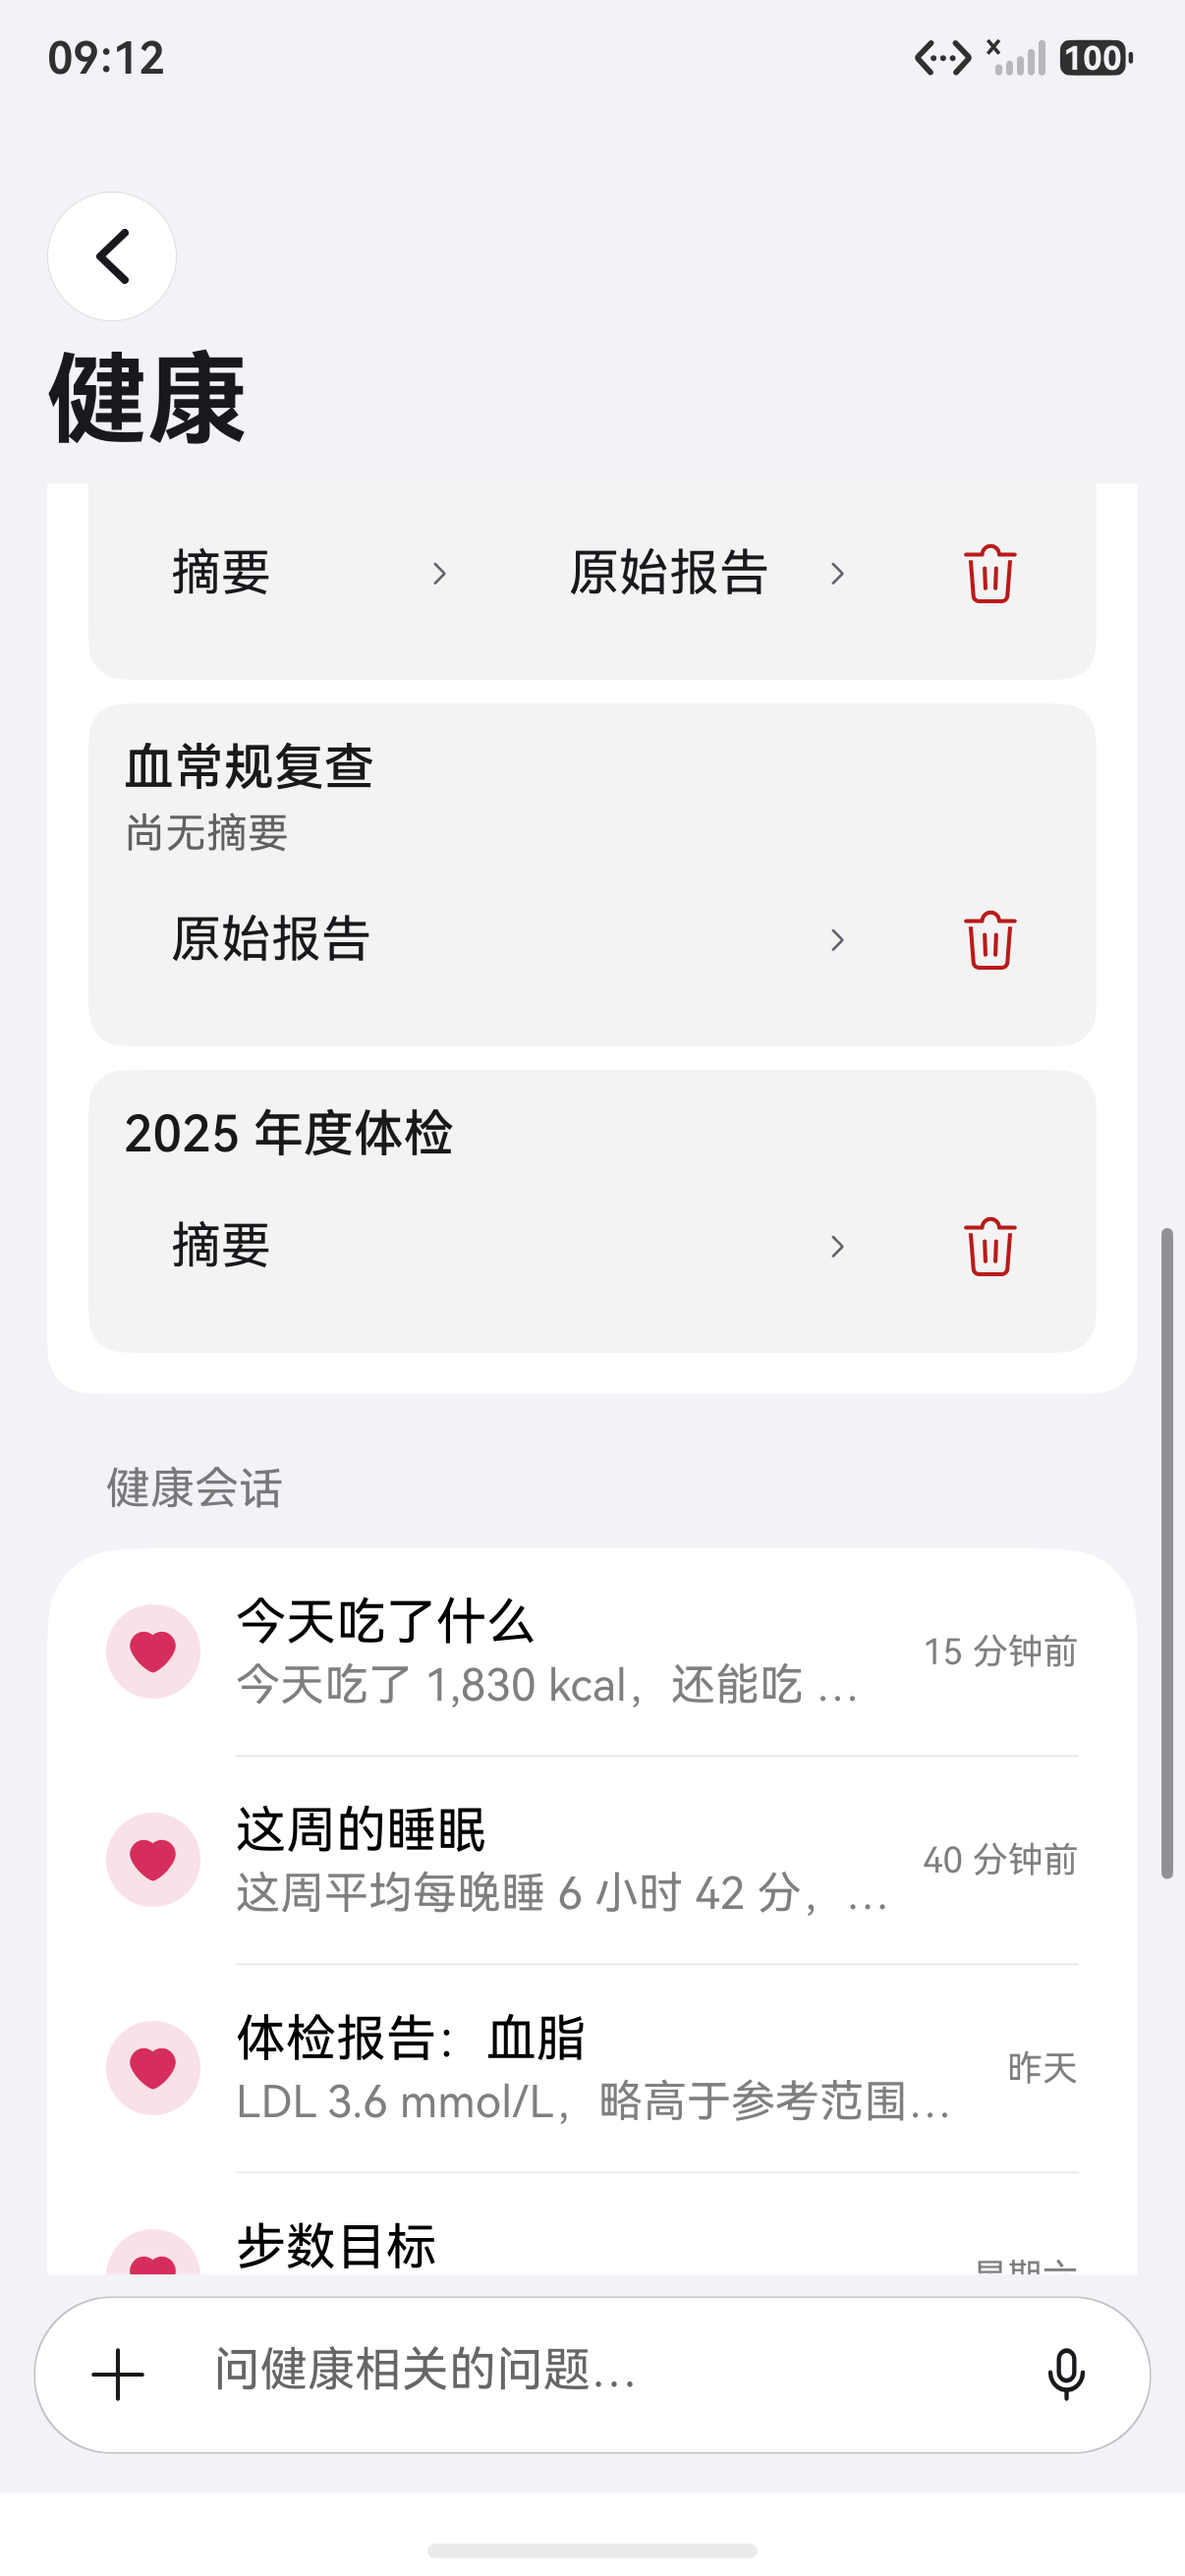 09:12
100
健康
摘要
原始报告
血常规复查
尚无摘要
原始报告
2025 年度体检
摘要
健康会话
今天吃了什么
15 分钟前
今天吃了 1,830 kcal，还能吃 …
这周的睡眠
40 分钟前
这周平均每晚睡 6 小时 42 分，…
体检报告：血脂
昨天
LDL 3.6 mmol/L，略高于参考范围…
步数目标
问健康相关的问题…